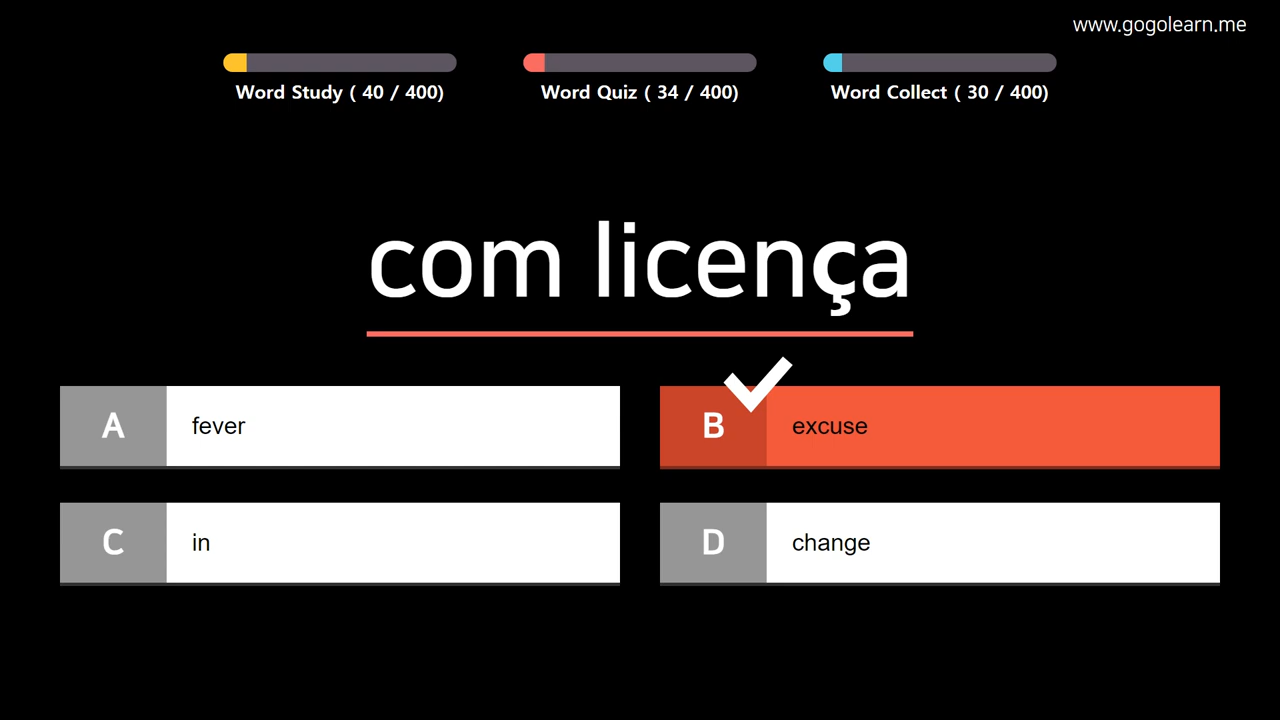 www.gogolearn.me
Word Study ( 40 / 400)
Word Quiz ( 34 / 400)
Word Collect ( 30 / 400)
com licença
A fever
B excuse
C in
D change